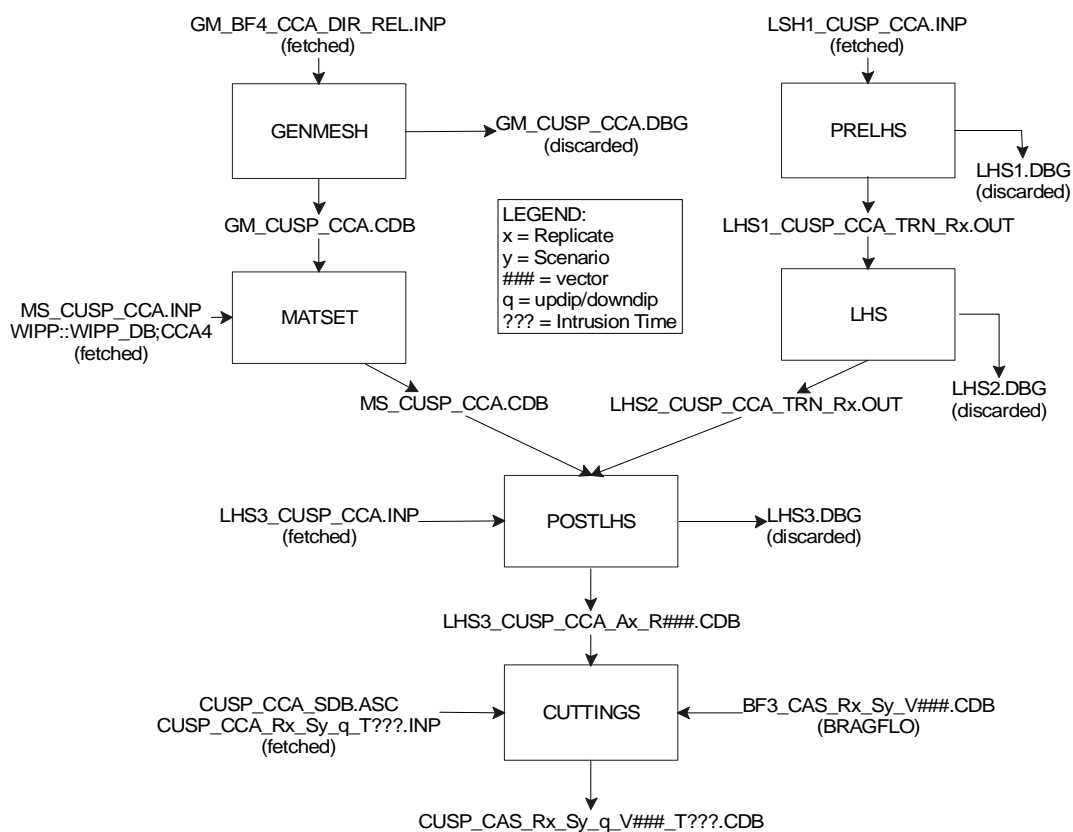 GM_BF4_CCA_DIR_REL.INP
(fetched)
LSH1_CUSP_CCA.INP
(fetched)
GENMESH
GM_CUSP_CCA.DBG
(discarded)
PRELHS
LHS1.DBG
(discarded)
GM_CUSP_CCA.CDB
LEGEND:
x = Replicate
y = Scenario
### = vector
q = updip/downdip
??? = Intrusion Time
LHS1_CUSP_CCA_TRN_Rx.OUT
MS_CUSP_CCA.INP
WIPP::WIPP_DB;CCA4
(fetched)
MATSET
LHS
LHS2.DBG
(discarded)
MS_CUSP_CCA.CDB
LHS2_CUSP_CCA_TRN_Rx.OUT
LHS3_CUSP_CCA.INP
(fetched)
POSTLHS
LHS3.DBG
(discarded)
LHS3_CUSP_CCA_Ax_R###.CDB
CUSP_CCA_SDB.ASC
CUSP_CCA_Rx_Sy_q_T???.INP
(fetched)
CUTTINGS
BF3_CAS_Rx_Sy_V###.CDB
(BRAGFLO)
CUSP_CAS_Rx_Sy_q_V###_T???.CDB